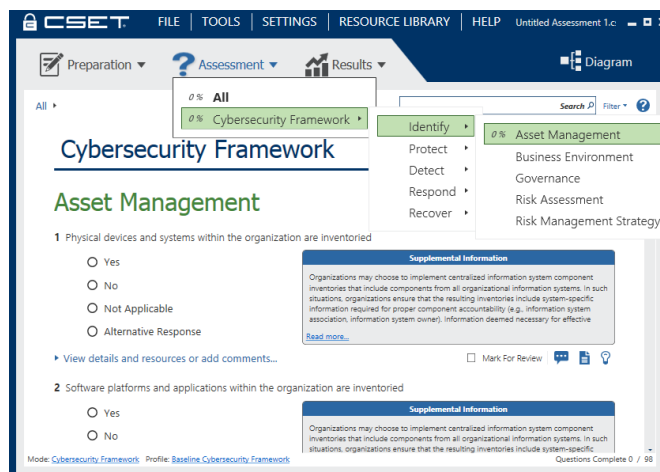 CSET
FILE | TOOLS | SETTINGS | RESOURCE LIBRARY | HELP Untitled Assessment 1.c
Preparation
Assessment
Results
Diagram
All
0 % All
0 % Cybersecurity Framework
Search
Filter
Identify
Protect
Detect
Respond
Recover
0 % Asset Management
Business Environment
Governance
Risk Assessment
Risk Management Strategy
Cybersecurity Framework
Asset Management
1 Physical devices and systems within the organization are inventoried
Yes
No
Not Applicable
Alternative Response
Supplemental Information
Organizations may choose to implement centralized information system component
inventories that include components from all organizational information systems. In such
situations, organizations ensure that the resulting inventories include system-specific
information required for proper component accountability (e.g., information system
association, information system owner). Information deemed necessary for effective
Read more...
View details and resources or add comments...
Mark For Review
2 Software platforms and applications within the organization are inventoried
Yes
No
Supplemental Information
Organizations may choose to implement centralized information system component
inventories that include components from all organizational information systems. In such
situations, organizations ensure that the resulting inventories include system-specific
Mode: Cybersecurity Framework Profile: Baseline Cybersecurity Framework
Questions Complete 0 / 98